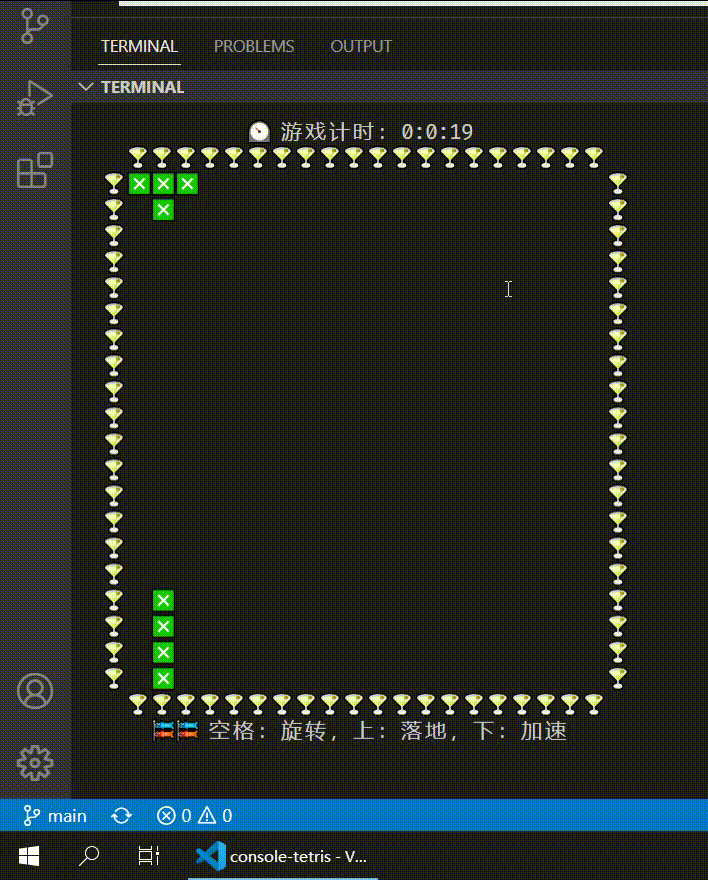 TERMINAL PROBLEMS OUTPUT
TERMINAL
游戏计时: 0:0:19
空格: 旋转, 上: 落地, 下: 加速
main 0 0
console-tetris - V...